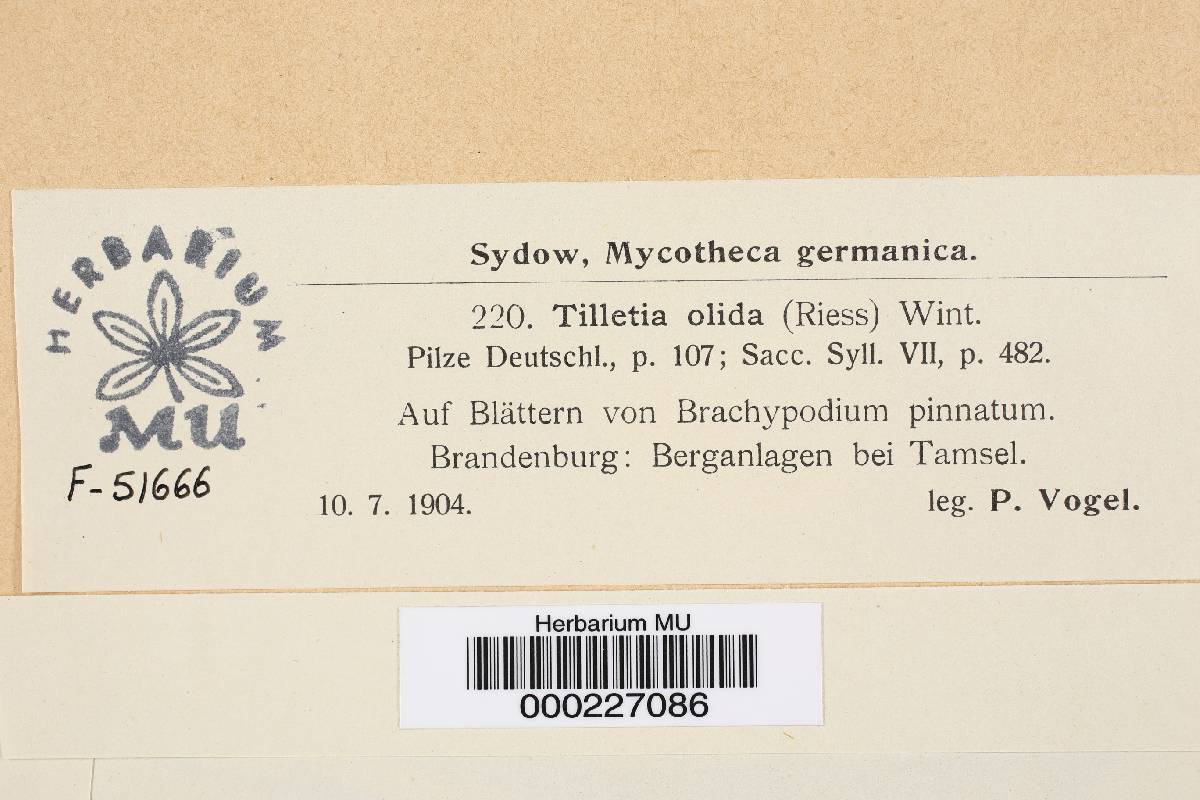 HERBARIUM
MU
F-51666
Sydow, Mycotheca germanica.
220. Tilletia olida (Riess) Wint.
Pilze Deutschl., p. 107; Sacc. Syll. VII, p. 482.
Auf Blättern von Brachypodium pinnatum.
Brandenburg: Berganlagen bei Tamsel.
10. 7. 1904. leg. P. Vogel.
Herbarium MU
000227086